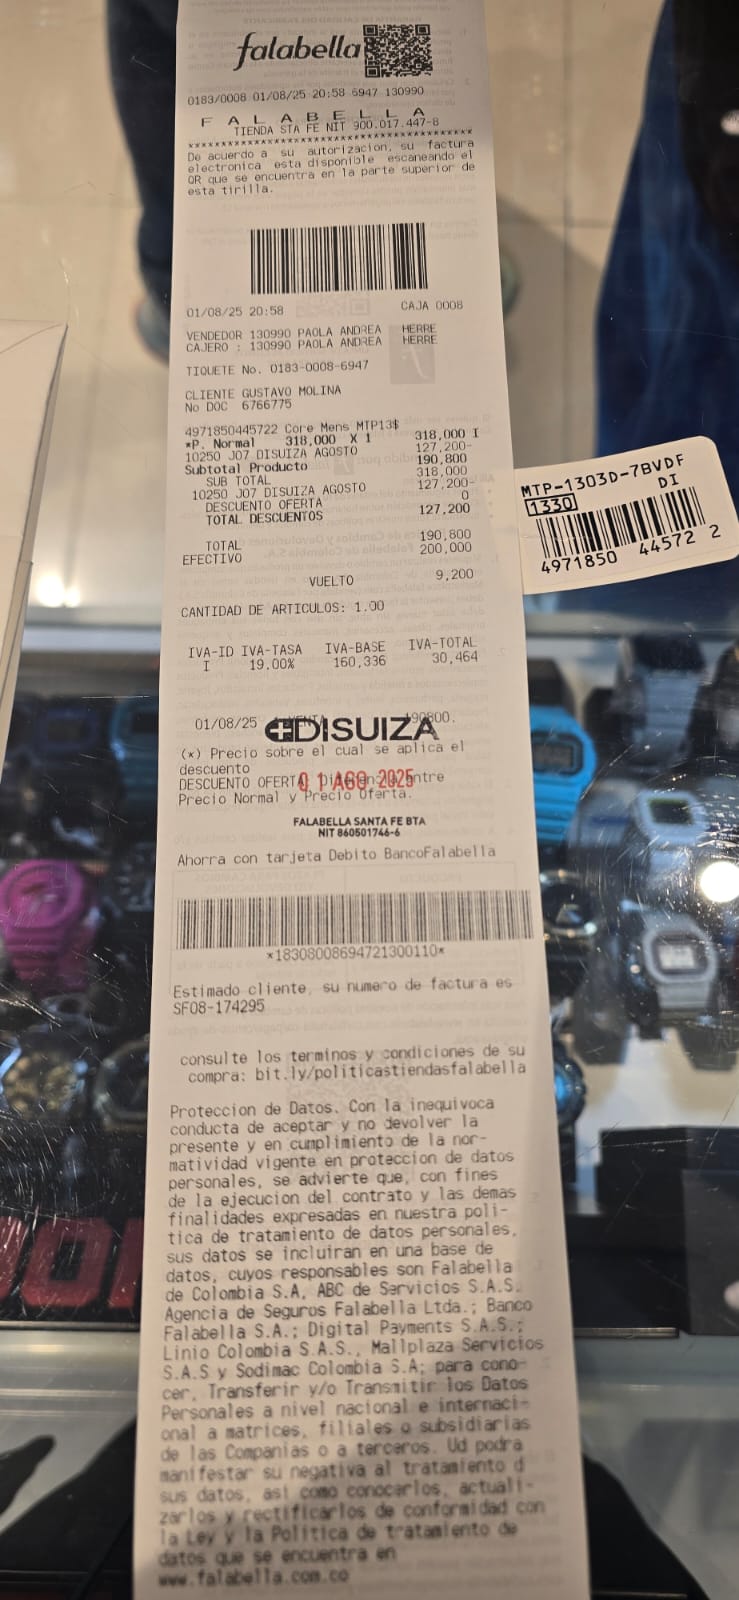 falabella
0183/0008 01/08/25 20:58 6947 130990
F A L A B E L L A
TIENDA STA FE NIT 900.017.447-8
****************************************
De acuerdo a su autorizacion, su factura
electronica esta disponible escaneando el
QR que se encuentra en la parte superior de
esta tirilla.
01/08/25 20:58 CAJA 0008
VENDEDOR 130990 PAOLA ANDREA HERRE
CAJERO : 130990 PAOLA ANDREA HERRE
TIQUETE No. 0183-0008-6947
CLIENTE GUSTAVO MOLINA
No DOC 6766775
4971850445722 Core Mens MTP13$
*P. Normal 318,000 X 1 318,000 I
10250 J07 DISUIZA AGOSTO 127,200-
Subtotal Producto 190,800
SUB TOTAL 318,000
10250 J07 DISUIZA AGOSTO 127,200-
DESCUENTO OFERTA 0
TOTAL DESCUENTOS 127,200
TOTAL 190,800
EFECTIVO 200,000
VUELTO 9,200
CANTIDAD DE ARTICULOS: 1.00
IVA-ID IVA-TASA IVA-BASE IVA-TOTAL
I 19.00% 160,336 30,464
01/08/25 190800.
DISUIZA
(*) Precio sobre el cual se aplica el
descuento
DESCUENTO OFERTA: Diferencia entre
01 AGO 2025
Precio Normal y Precio Oferta.
FALABELLA SANTA FE BTA
NIT 860501746-6
Ahorra con tarjeta Debito BancoFalabella
*18308008694721300110*
Estimado cliente, su numero de factura es
SF08-174295
consulte los terminos y condiciones de su
compra: bit.ly/politicastiendasfalabella
Proteccion de Datos. Con la inequivoca
conducta de aceptar y no devolver la
presente y en cumplimiento de la nor-
matividad vigente en proteccion de datos
personales, se advierte que, con fines
de la ejecucion del contrato y las demas
finalidades expresadas en nuestra poli-
tica de tratamiento de datos personales,
sus datos se incluiran en una base de
datos, cuyos responsables son Falabella
de Colombia S.A, ABC de Servicios S.A.S.
Agencia de Seguros Falabella Ltda.; Banco
Falabella S.A.; Digital Payments S.A.S.;
Linio Colombia S.A.S., Mallplaza Servicios
S.A.S y Sodimac Colombia S.A; para cono-
cer, Transferir y/o Transmitir los Datos
Personales a nivel nacional e internaci-
onal a matrices, filiales o subsidiarias
de las Companias o a terceros. Ud podra
manifestar su negativa al tratamiento d
sus datos, asi como conocerlos, actuali-
zarlos y rectificarlos de conformidad con
la Ley y la Politica de tratamiento de
datos que se encuentra en
www.falabella.com.co
MTP-1303D-7BVDF
1330 DI
4971850 44572 2